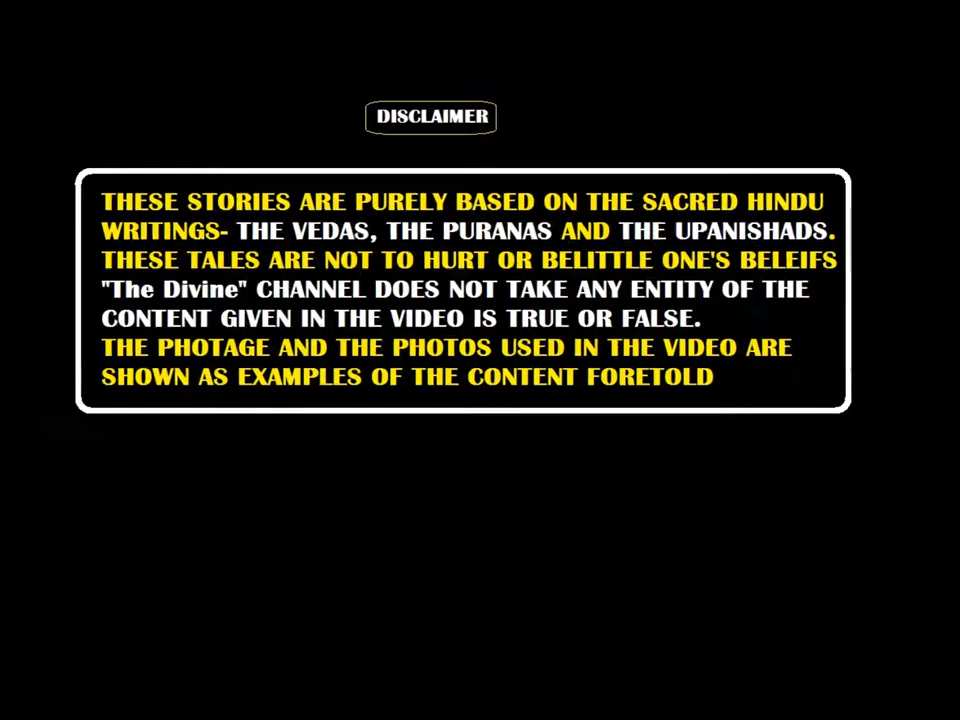 DISCLAIMER
THESE STORIES ARE PURELY BASED ON THE SACRED HINDU
WRITINGS- THE VEDAS, THE PURANAS AND THE UPANISHADS.
THESE TALES ARE NOT TO HURT OR BELITTLE ONE'S BELEIFS
"The Divine" CHANNEL DOES NOT TAKE ANY ENTITY OF THE
CONTENT GIVEN IN THE VIDEO IS TRUE OR FALSE.
THE PHOTAGE AND THE PHOTOS USED IN THE VIDEO ARE
SHOWN AS EXAMPLES OF THE CONTENT FORETOLD